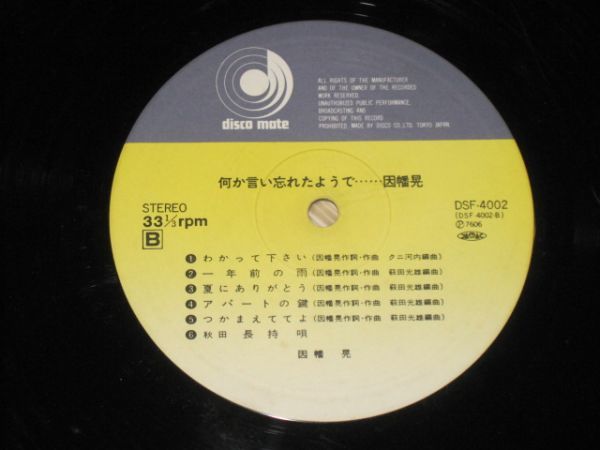 disco mate
ALL RIGHTS OF THE MANUFACTURER
AND OF THE OWNER OF THE RECORDED
WORK RESERVED.
UNAUTHORIZED PUBLIC PERFORMANCE,
BROADCASTING AND
COPYING OF THIS RECORD
PROHIBITED. MADE BY DISCO CO.,LTD. TOKYO JAPAN.
何か言い忘れたようで……因幡晃
STEREO
33 1/3 rpm
B
DSF-4002
(DSF 4002-B)
Ⓟ7606
❶わかって下さい(因幡晃作詞・作曲 クニ河内編曲)
❷一年前の雨(因幡晃作詞・作曲 萩田光雄編曲)
❸夏にありがとう(因幡晃作詞・作曲 萩田光雄編曲)
❹アパートの鍵(因幡晃作詞・作曲 萩田光雄編曲)
❺つかまえててよ(因幡晃作詞・作曲 萩田光雄編曲)
❻秋田長持唄
因幡 晃